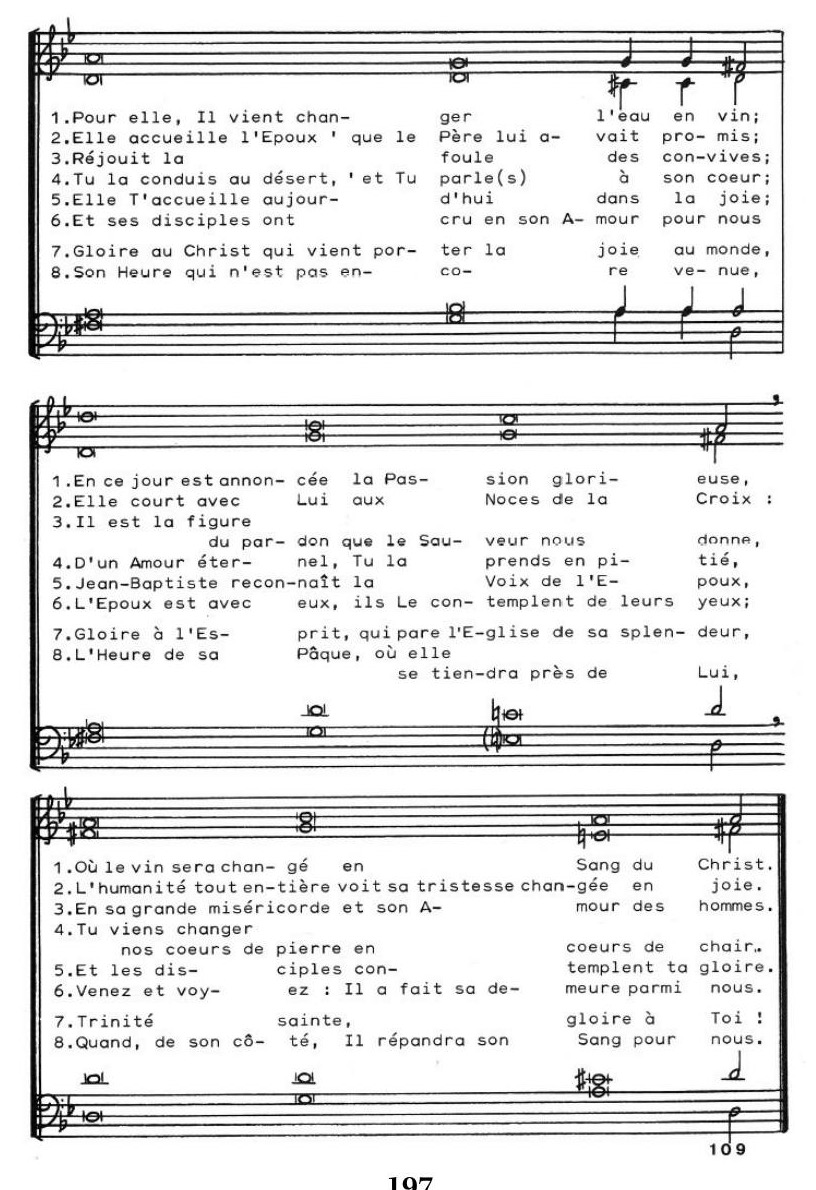 1.Pour elle, Il vient chan- ger l'eau en vin;
2.Elle accueille l'Epoux ' que le Père lui a- vait pro- mis;
3.Réjouit la foule des con-vives;
4.Tu la conduis au désert, ' et Tu parle(s) à son coeur;
5.Elle T'accueille aujour- d'hui dans la joie;
6.Et ses disciples ont cru en son A- mour pour nous
7.Gloire au Christ qui vient por- ter la joie au monde,
8.Son Heure qui n'est pas en- co- re ve- nue,
1.En ce jour est annon- cée la Pas- sion glori- euse,
2.Elle court avec Lui aux Noces de la Croix :
3.Il est la figure
du par- don que le Sau- veur nous donne,
4.D'un Amour éter- nel, Tu la prends en pi- tié,
5.Jean-Baptiste recon- naît la Voix de l'E- poux,
6.L'Epoux est avec eux, ils Le con- templent de leurs yeux;
7.Gloire à l'Es- prit, qui pare l'E-glise de sa splen- deur,
8.L'Heure de sa Pâque, où elle
se tien-dra près de Lui,
1.Où le vin sera chan- gé en Sang du Christ.
2.L'humanité tout en-tière voit sa tristesse chan-gée en joie.
3.En sa grande miséricorde et son A- mour des hommes.
4.Tu viens changer
nos coeurs de pierre en coeurs de chair..
5.Et les dis- ciples con- templent ta gloire.
6.Venez et voy- ez : Il a fait sa de- meure parmi nous.
7.Trinité sainte, gloire à Toi !
8.Quand, de son cô- té, Il répandra son Sang pour nous.
109
197